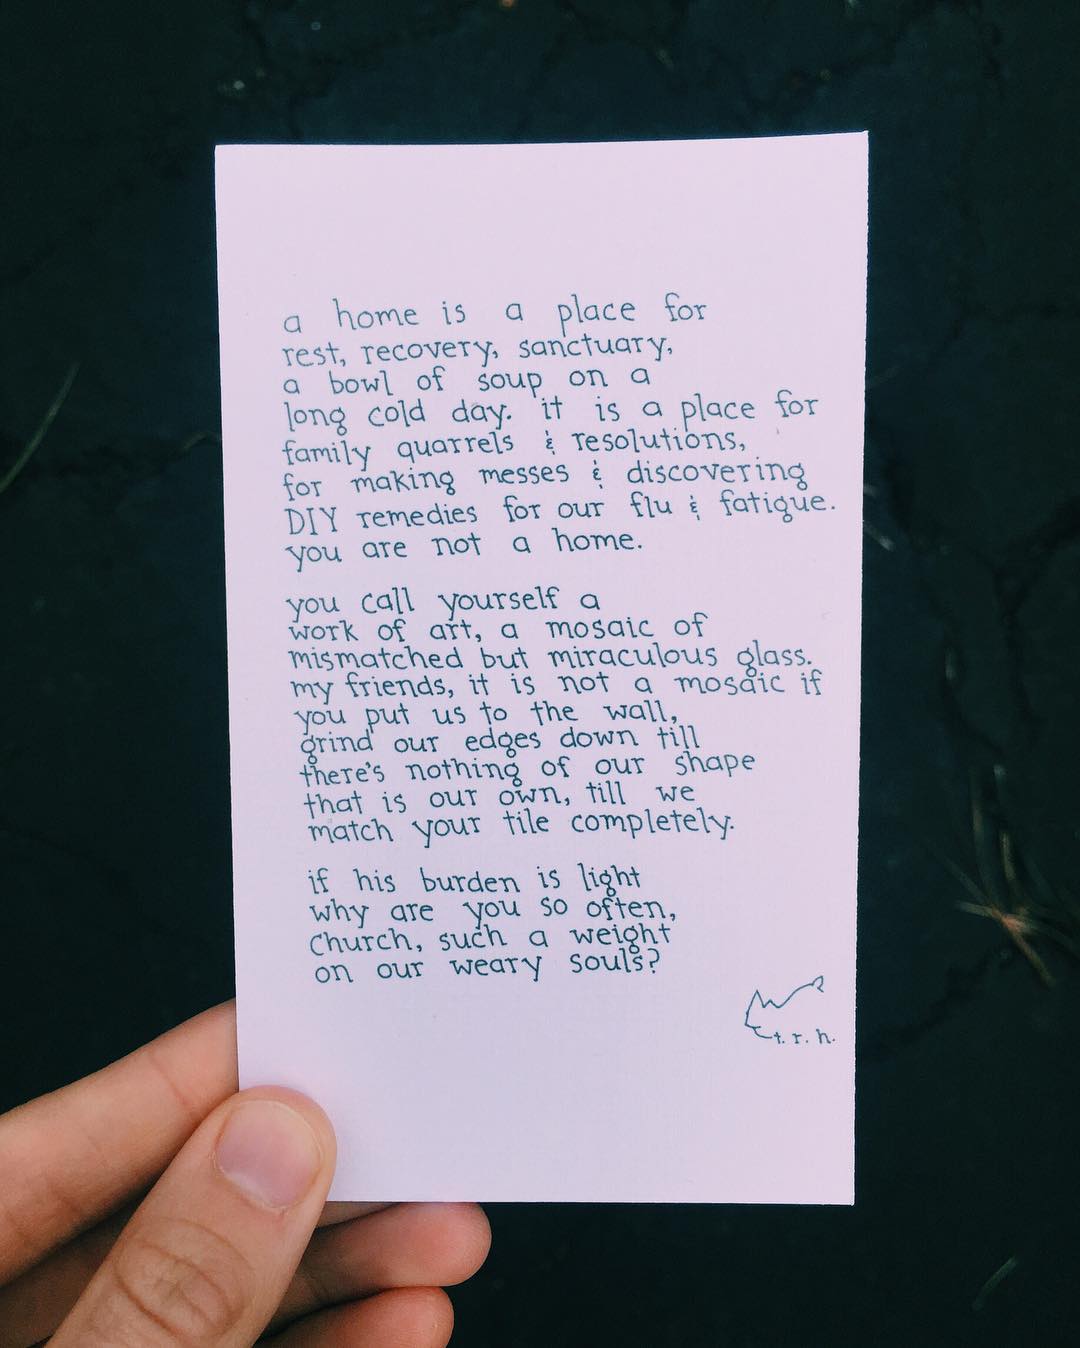 a home is a place for
rest, recovery, sanctuary,
a bowl of soup on a
long cold day. it is a place for
family quarrels & resolutions,
for making messes & discovering
DIY remedies for our flu & fatigue.
you are not a home.
you call yourself a
work of art, a mosaic of
mismatched but miraculous glass.
my friends, it is not a mosaic if
you put us to the wall,
grind our edges down till
there's nothing of our shape
that is our own, till we
match your tile completely.
if his burden is light
why are you so often,
Church, such a weight
on our weary souls?
t. r. h.